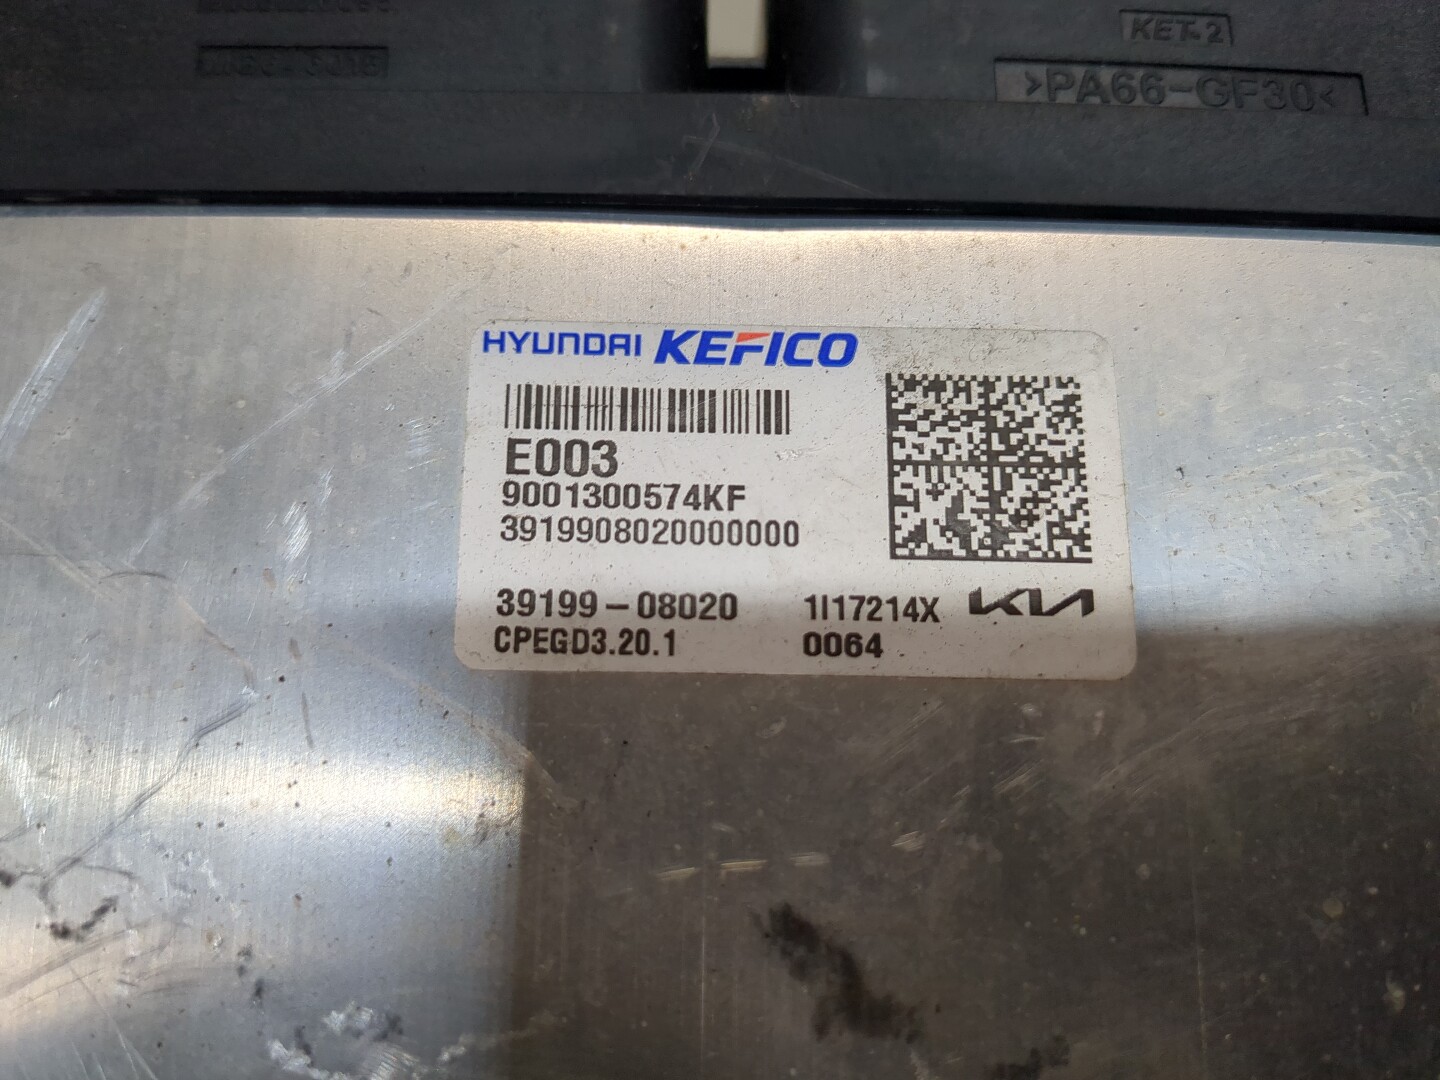 KET-2
>PA66-GF30<
HYUNDAI KEFICO
E003
9001300574KF
3919908020000000
39199-08020 1I17214X KIA
CPEGD3.20.1 0064